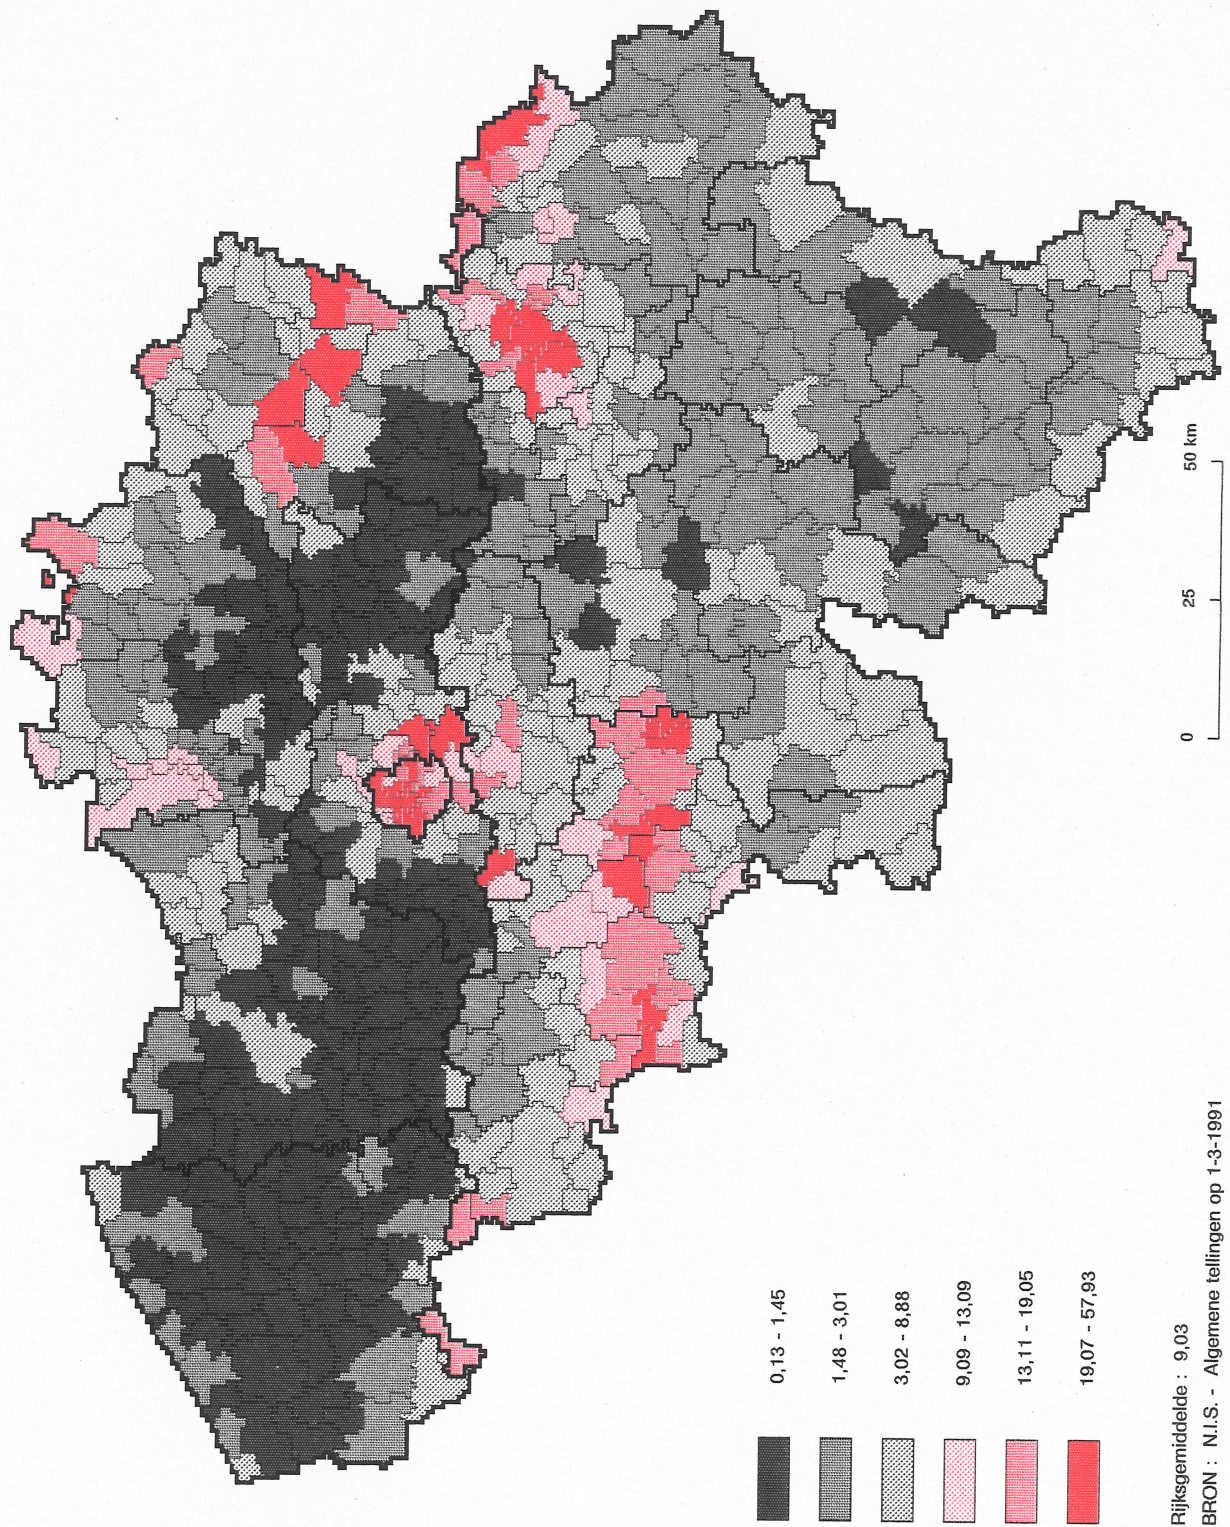 0,13 - 1,45
1,48 - 3,01
3,02 - 8,88
9,09 - 13,09
13,11 - 19,05
19,07 - 57,93
0 25 50 km
Rijksgemiddelde : 9,03
BRON : N.I.S. - Algemene tellingen op 1-3-1991